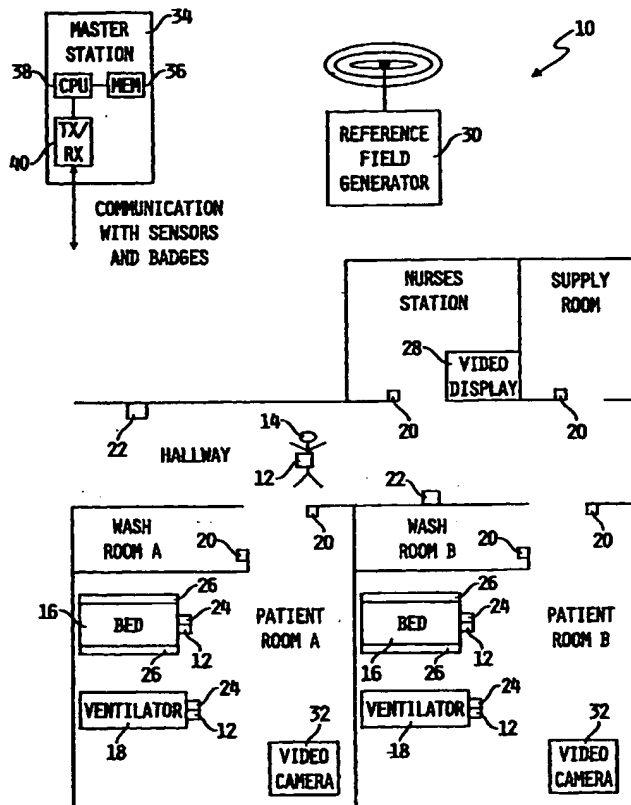 10
34
MASTER
STATION
38
CPU
MEM
36
TX/
RX
40
COMMUNICATION
WITH SENSORS
AND BADGES
REFERENCE
FIELD
GENERATOR
30
NURSES
STATION
SUPPLY
ROOM
28
VIDEO
DISPLAY
22
20
20
HALLWAY
14
12
22
20
20
WASH
ROOM A
20
WASH
ROOM B
20
16
BED
26
24
12
26
PATIENT
ROOM A
BED
26
24
12
16
26
PATIENT
ROOM B
VENTILATOR
24
12
18
VENTILATOR
24
12
18
32
VIDEO
CAMERA
32
VIDEO
CAMERA